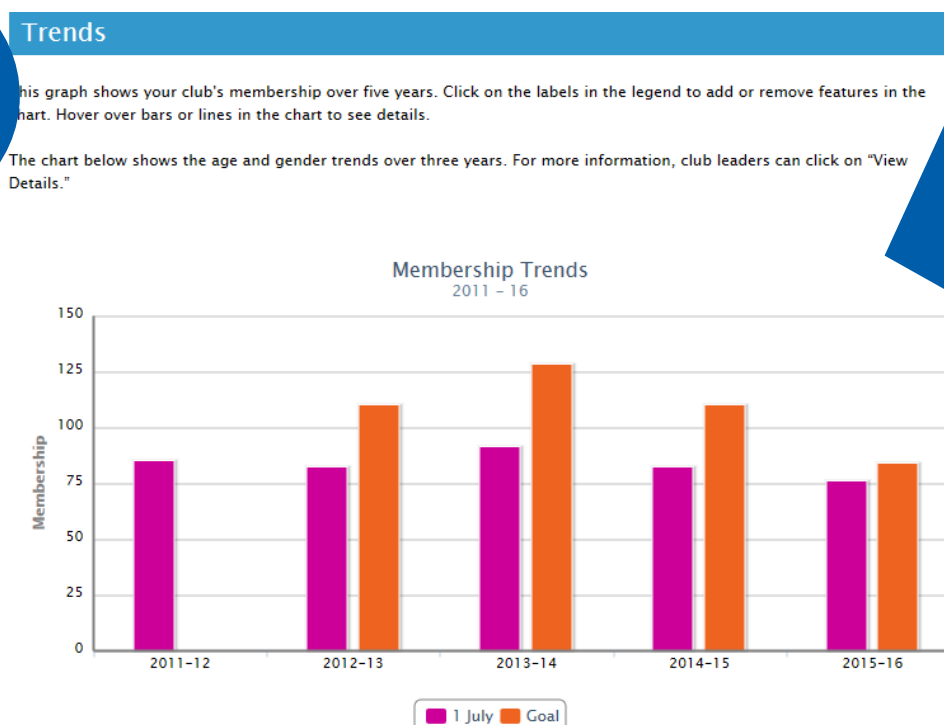 Trends
his graph shows your club's membership over five years. Click on the labels in the legend to add or remove features in the
hart. Hover over bars or lines in the chart to see details.
The chart below shows the age and gender trends over three years. For more information, club leaders can click on “View
Details.”
Membership Trends
2011 – 16
150
125
100
75
50
25
0
Membership
2011–12 2012–13 2013–14 2014–15 2015–16
1 July Goal